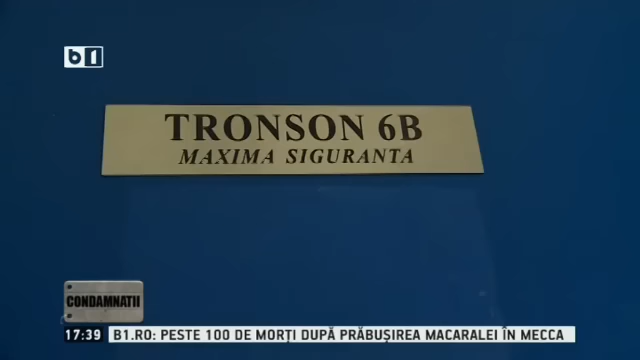 b1
TRONSON 6B
MAXIMA SIGURANTA
CONDAMNATII
17:39 B1.RO: PESTE 100 DE MORȚI DUPĂ PRĂBUȘIREA MACARALEI ÎN MECCA